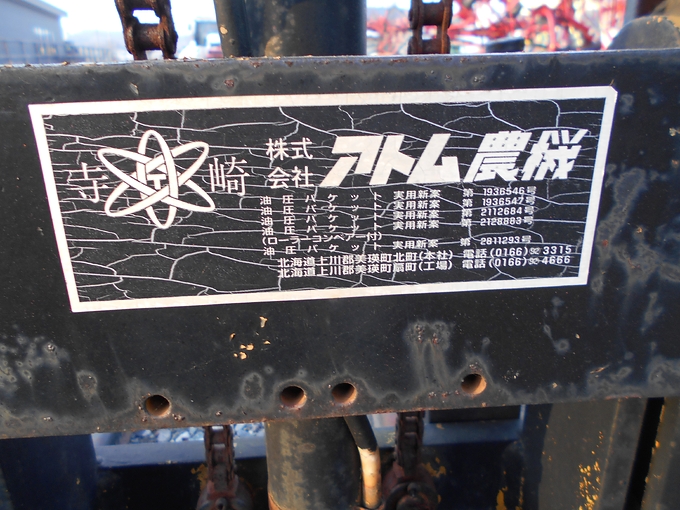 寺崎
株式会社 アトム農機
油圧バケット 実用新案 第1936546号
油圧バケット 実用新案 第1936547号
油圧バケット 実用新案 第2112684号
油圧バケット 実用新案 第2128883号
(ローラーコンベアー付)
油圧バケット 実用新案 第2811293号
北海道上川郡美瑛町北町(本社) 電話(0166)92 3315
北海道上川郡美瑛町扇町(工場) 電話(0166)92 4666